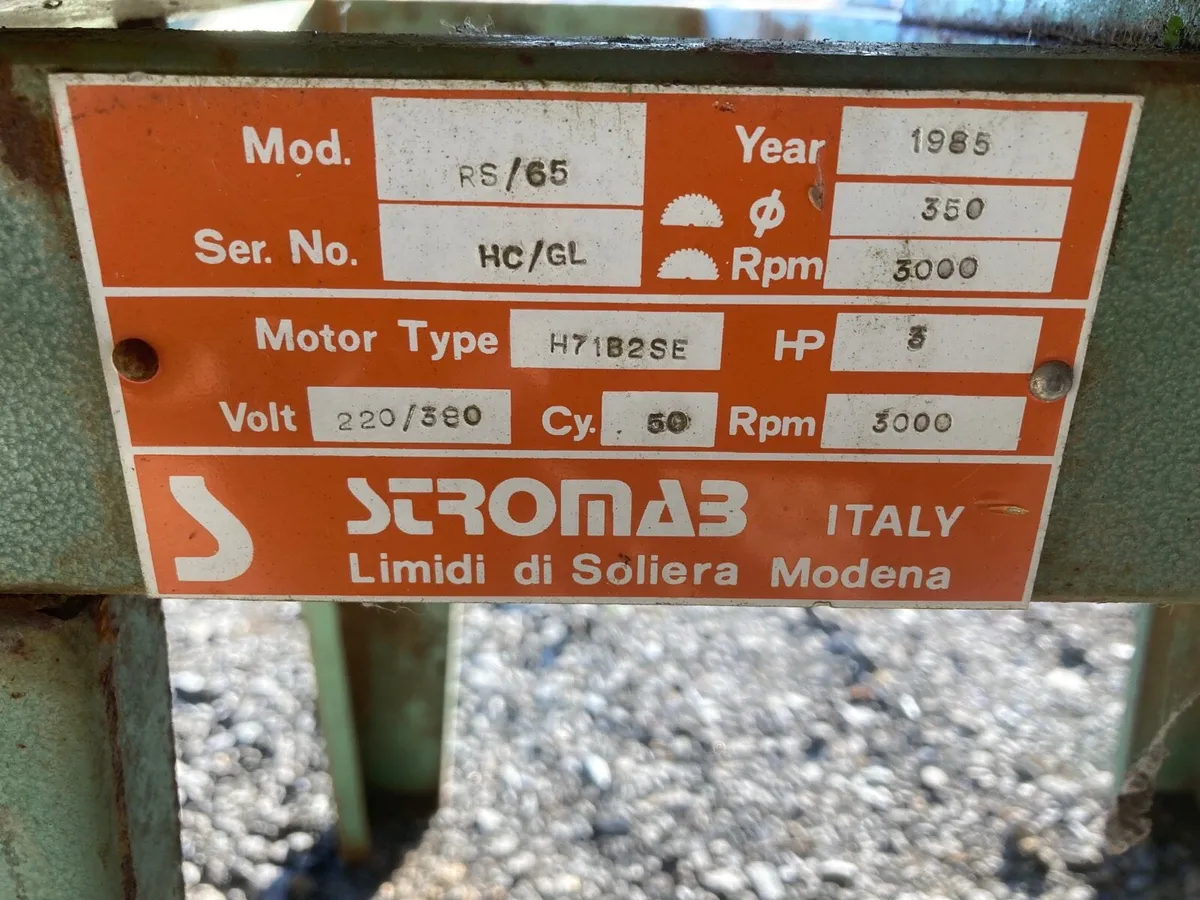 Mod. RS/65 Year 1985
ø 350
Ser. No. HC/GL Rpm 3000
Motor Type H71B2SE HP 3
Volt 220/380 Cy. 50 Rpm 3000
S STROMAB ITALY
Limidi di Soliera Modena